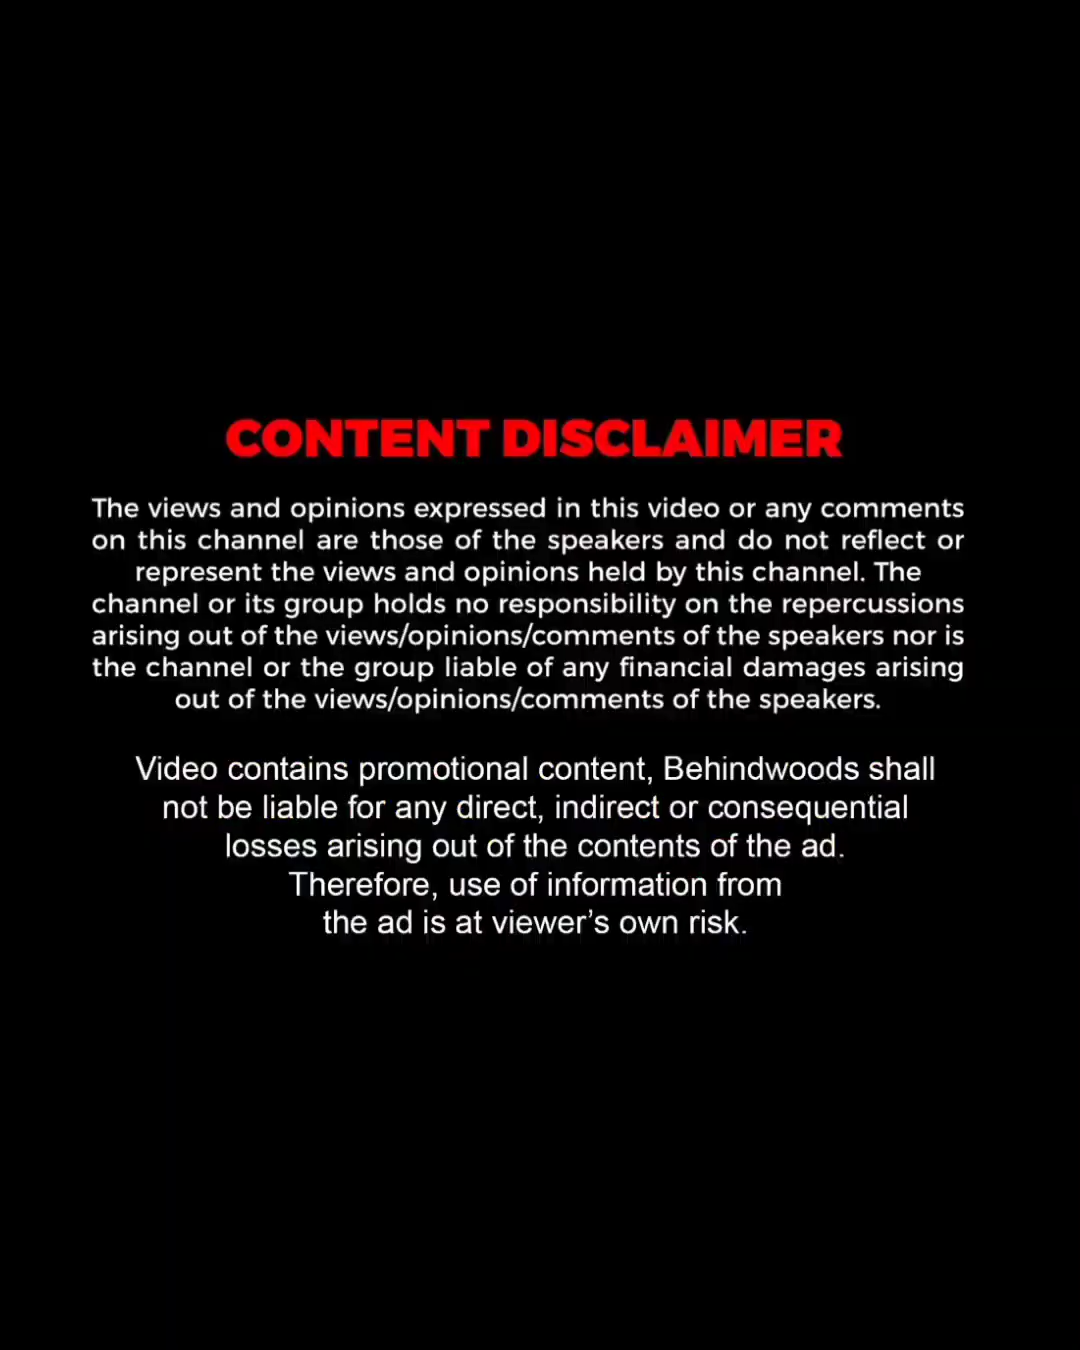 CONTENT DISCLAIMER
The views and opinions expressed in this video or any comments
on this channel are those of the speakers and do not reflect or
represent the views and opinions held by this channel. The
channel or its group holds no responsibility on the repercussions
arising out of the views/opinions/comments of the speakers nor is
the channel or the group liable of any financial damages arising
out of the views/opinions/comments of the speakers.
Video contains promotional content, Behindwoods shall
not be liable for any direct, indirect or consequential
losses arising out of the contents of the ad.
Therefore, use of information from
the ad is at viewer’s own risk.